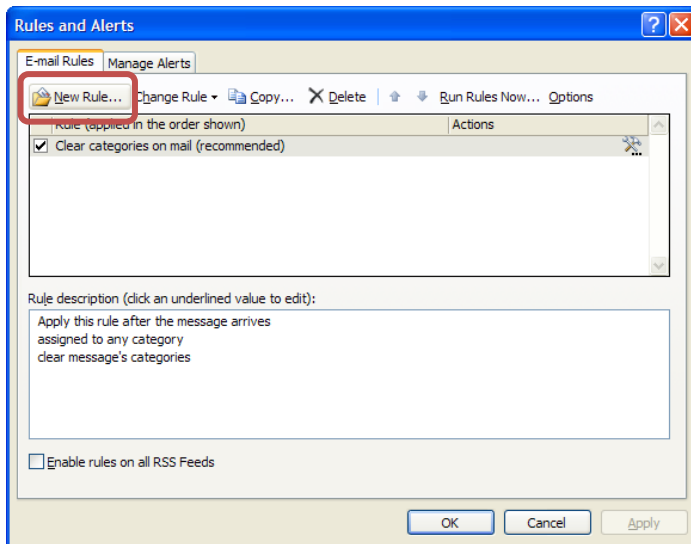 Rules and Alerts
E-mail Rules Manage Alerts
New Rule... Change Rule Copy... Delete Run Rules Now... Options
Rule (applied in the order shown) Actions
Clear categories on mail (recommended)
Rule description (click an underlined value to edit):
Apply this rule after the message arrives
assigned to any category
clear message's categories
Enable rules on all RSS Feeds
OK Cancel Apply